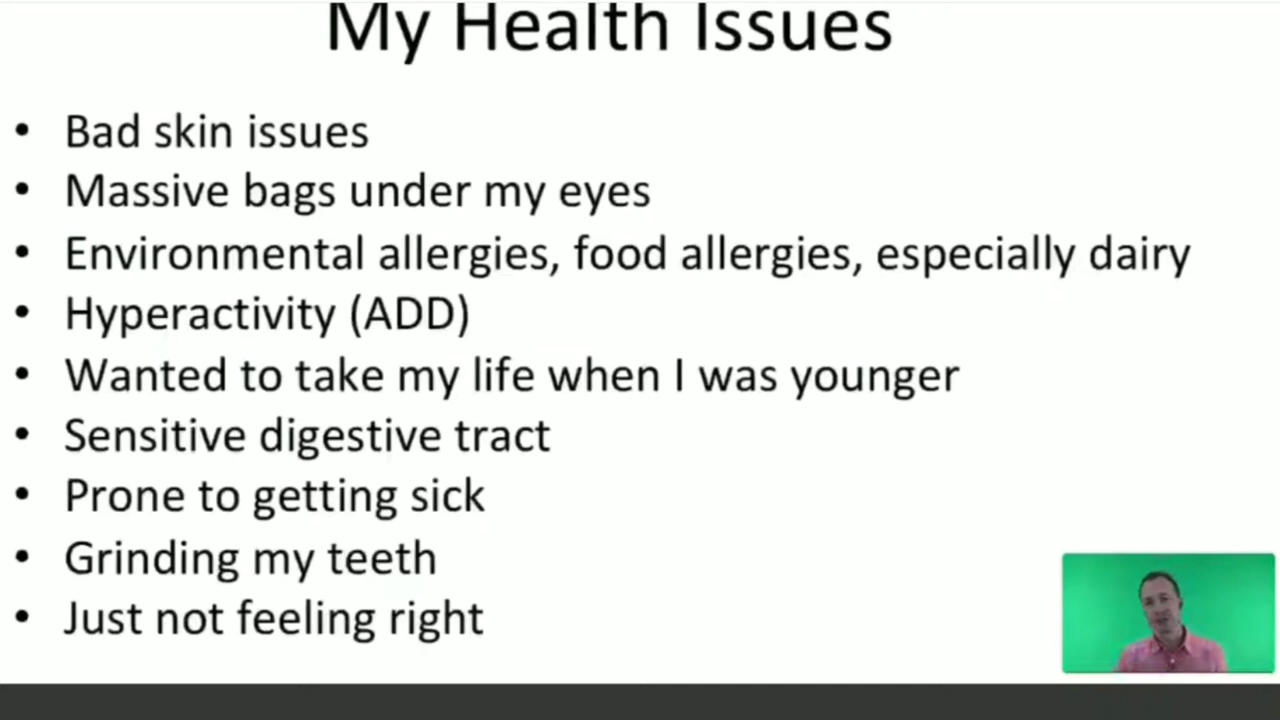 My Health Issues
• Bad skin issues
• Massive bags under my eyes
• Environmental allergies, food allergies, especially dairy
• Hyperactivity (ADD)
• Wanted to take my life when I was younger
• Sensitive digestive tract
• Prone to getting sick
• Grinding my teeth
• Just not feeling right